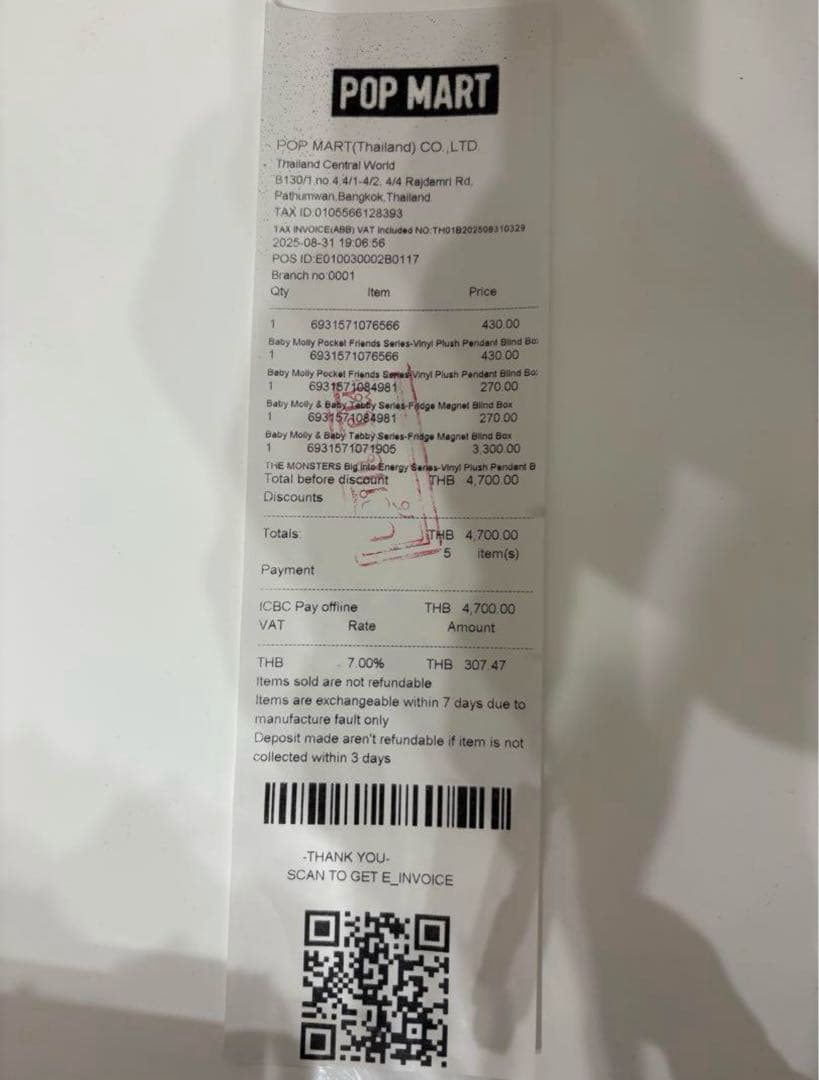 POP MART
POP MART(Thailand) CO.,LTD.
Thailand Central World
B130/1 no 4,4/1-4/2, 4/4 Rajdamri Rd,
Pathumwan,Bangkok,Thailand
TAX ID:0105566128393
TAX INVOICE(ABB) VAT Included NO:TH01B202508310329
2025-08-31 19:06:56
POS ID:E010030002B0117
Branch no:0001
Qty Item Price
1 6931571076566 430.00
Baby Molly Pocket Friends Series-Vinyl Plush Pendant Blind Bo:
1 6931571076566 430.00
Baby Molly Pocket Friends Series-Vinyl Plush Pendant Blind Bo:
1 6931571084981 270.00
Baby Molly & Baby Tabby Series-Fridge Magnet Blind Box
1 6931571084981 270.00
Baby Molly & Baby Tabby Series-Fridge Magnet Blind Box
1 6931571071905 3,300.00
THE MONSTERS Big into Energy Series-Vinyl Plush Pendant B
Total before discount THB 4,700.00
Discounts
Totals: THB 4,700.00
5 item(s)
Payment
ICBC Pay offline THB 4,700.00
VAT Rate Amount
THB 7.00% THB 307.47
Items sold are not refundable
Items are exchangeable within 7 days due to
manufacture fault only
Deposit made aren't refundable if item is not
collected within 3 days
-THANK YOU-
SCAN TO GET E_INVOICE